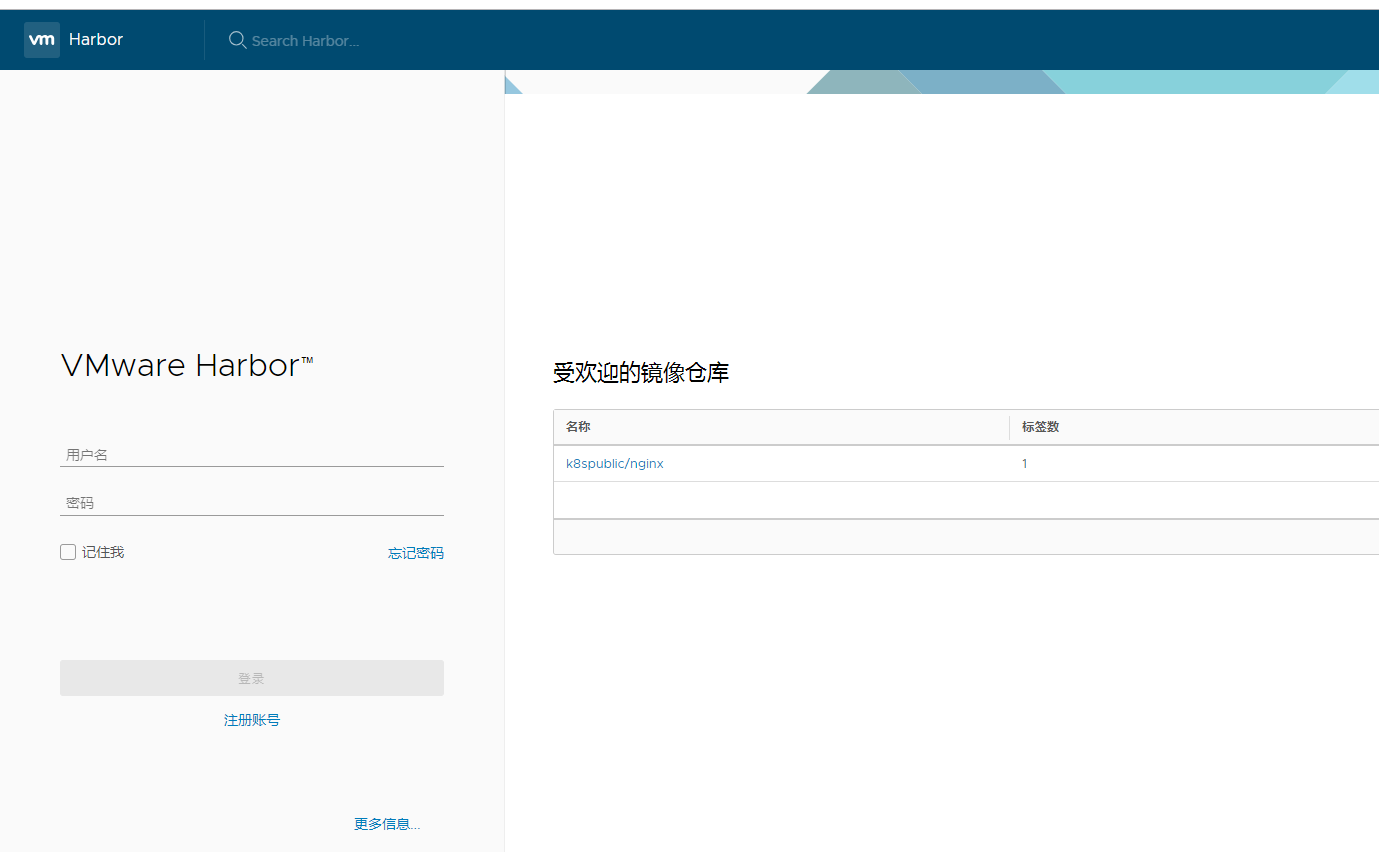 vm Harbor Search Harbor...
VMware Harbor™
用户名
密码
记住我 忘记密码
登录
注册账号
更多信息...
受欢迎的镜像仓库
名称 标签数
k8spublic/nginx 1